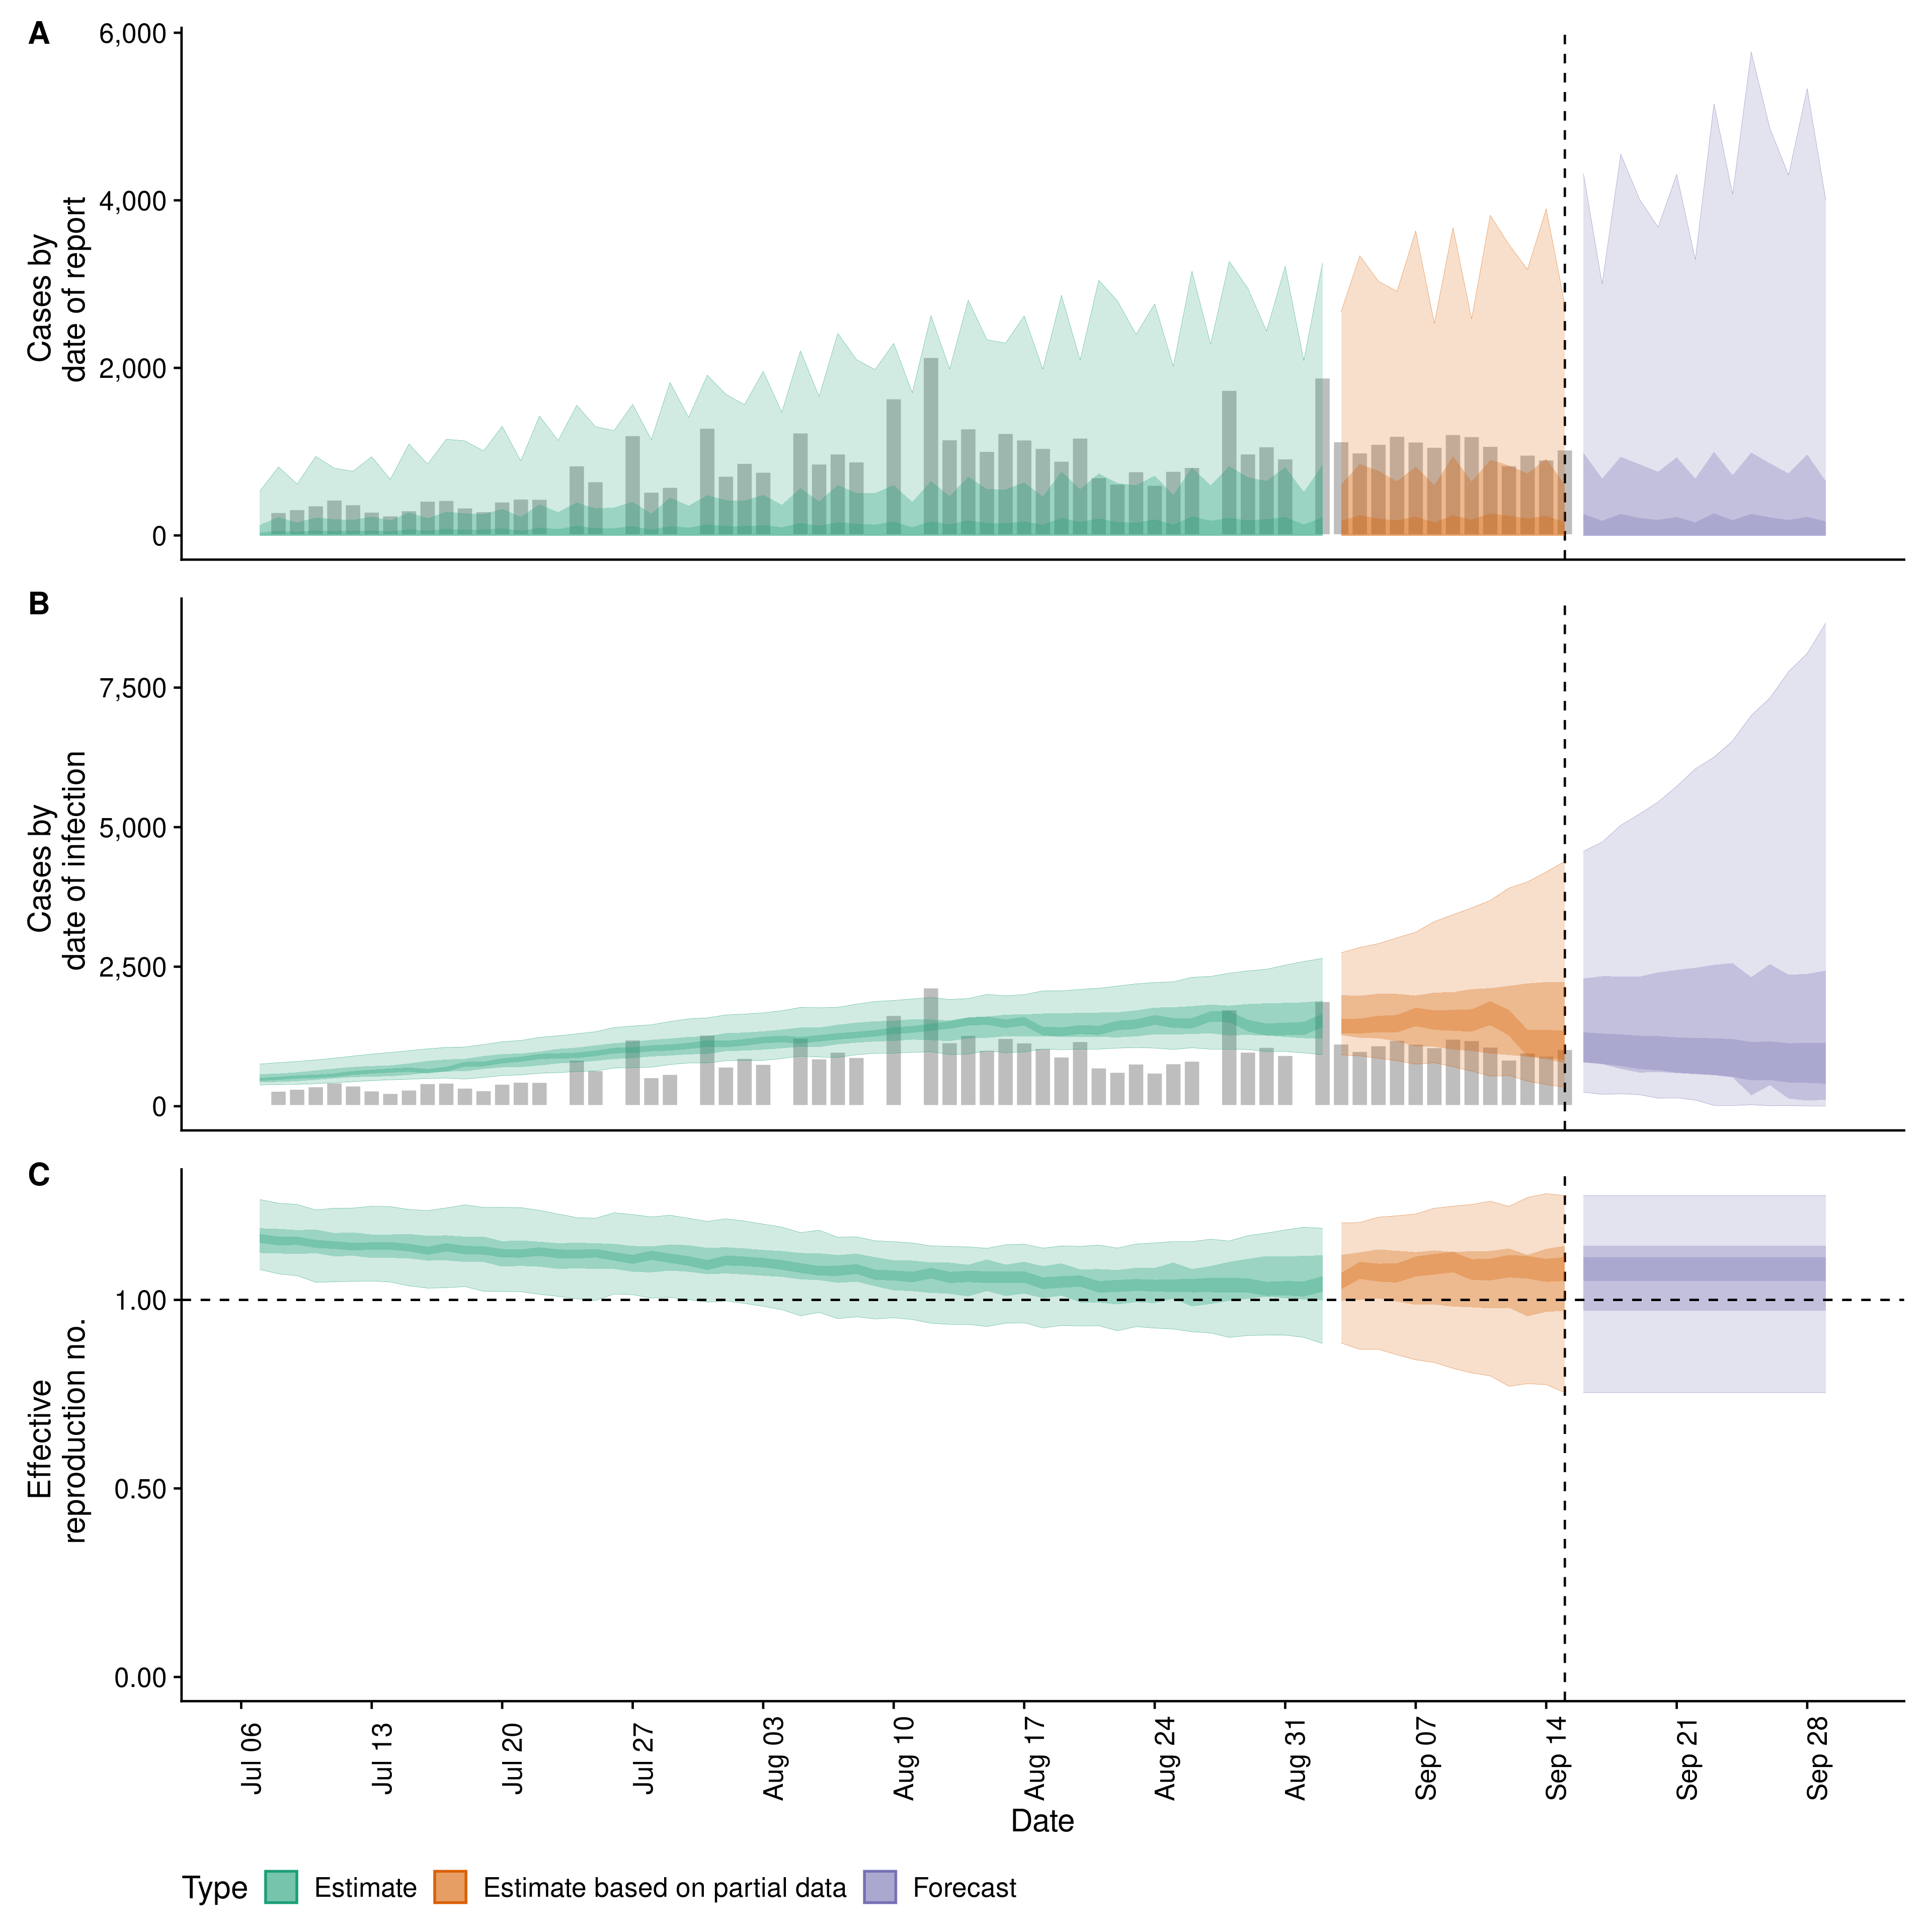 A
Cases by
date of report
6,000
4,000
2,000
0
B
Cases by
date of infection
7,500
5,000
2,500
0
C
Effective
reproduction no.
1.00
0.50
0.00
Jul 06
Jul 13
Jul 20
Jul 27
Aug 03
Aug 10
Aug 17
Aug 24
Aug 31
Sep 07
Sep 14
Sep 21
Sep 28
Date
Type Estimate Estimate based on partial data Forecast